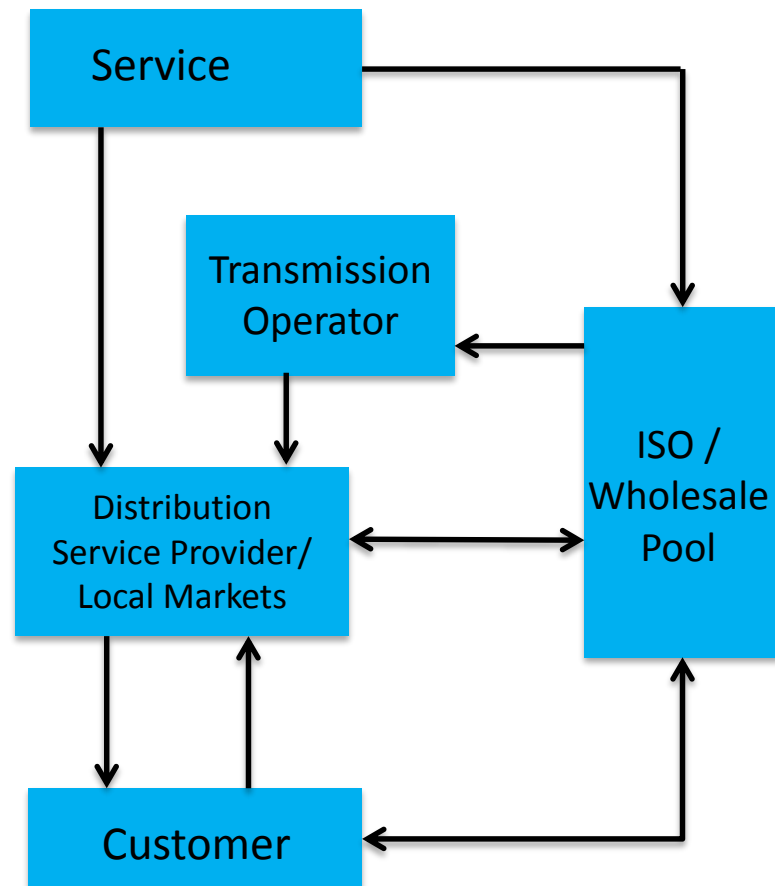 Service
Transmission
Operator
ISO /
Wholesale
Pool
Distribution
Service Provider/
Local Markets
Customer